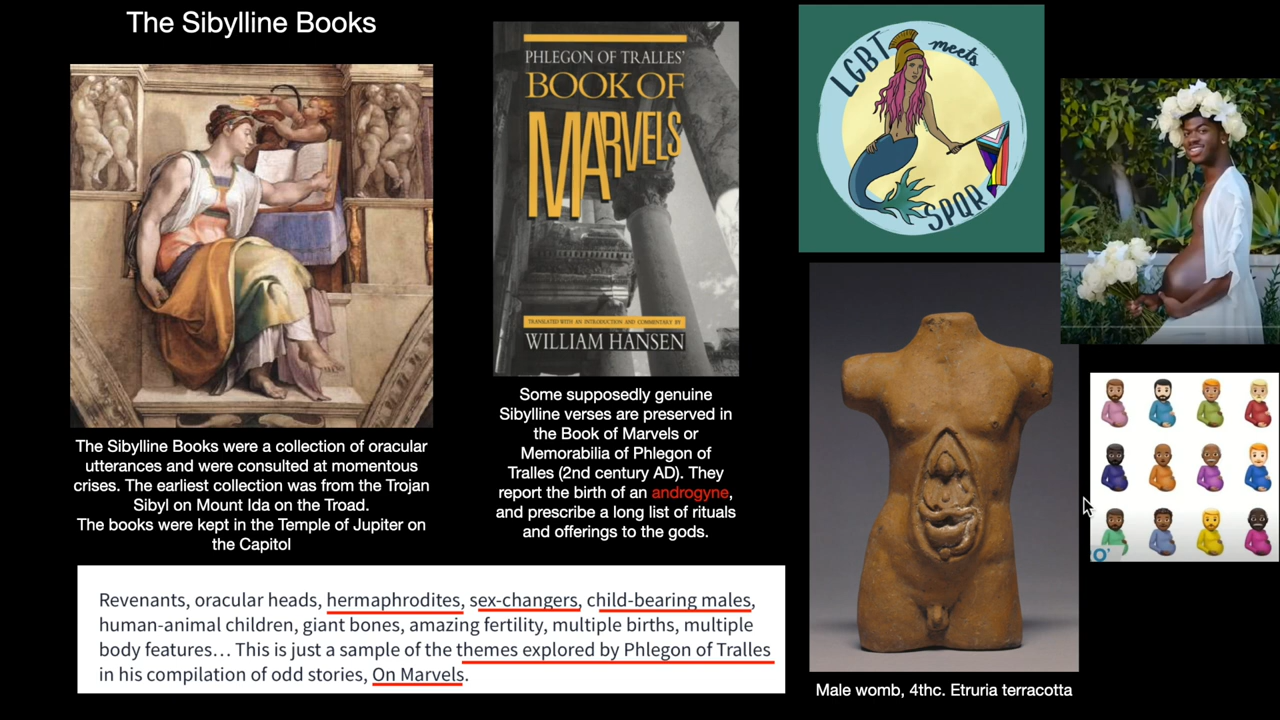 The Sibylline Books
The Sibylline Books were a collection of oracular
utterances and were consulted at momentous
crises. The earliest collection was from the Trojan
Sibyl on Mount Ida on the Troad.
The books were kept in the Temple of Jupiter on
the Capitol
PHLEGON OF TRALLES'
BOOK OF
MARVELS
TRANSLATED WITH AN INTRODUCTION AND COMMENTARY BY
WILLIAM HANSEN
Some supposedly genuine
Sibylline verses are preserved in
the Book of Marvels or
Memorabilia of Phlegon of
Tralles (2nd century AD). They
report the birth of an androgyne,
and prescribe a long list of rituals
and offerings to the gods.
LGBT meets
SPQR
Revenants, oracular heads, hermaphrodites, sex-changers, child-bearing males,
human-animal children, giant bones, amazing fertility, multiple births, multiple
body features... This is just a sample of the themes explored by Phlegon of Tralles
in his compilation of odd stories, On Marvels.
O'
Male womb, 4thc. Etruria terracotta